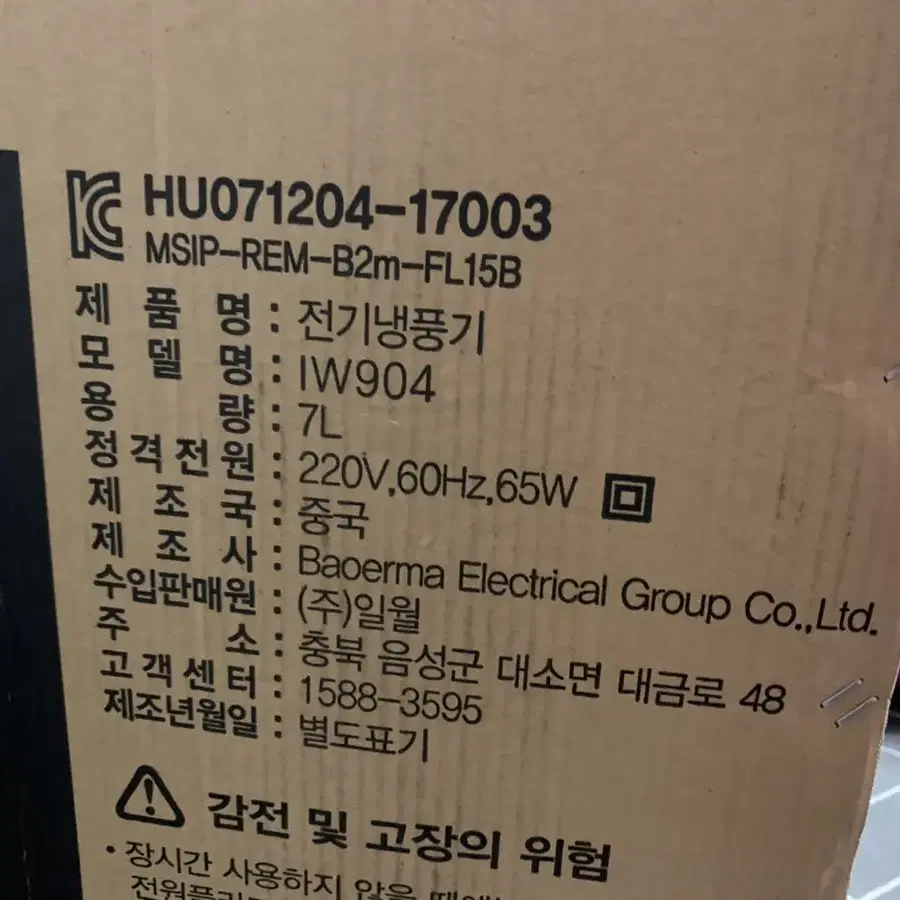 HU071204-17003
MSIP-REM-B2m-FL15B
제품명 : 전기냉풍기
모델명 : IW904
용량 : 7L
정격전원 : 220V,60Hz,65W
제조국 : 중국
제조사 : Baoerma Electrical Group Co.,Ltd.
수입판매원 : (주)일월
주소 : 충북 음성군 대소면 대금로 48
고객센터 : 1588-3595
제조년월일 : 별도표기
감전 및 고장의 위험
• 장시간 사용하지 않을 때에는